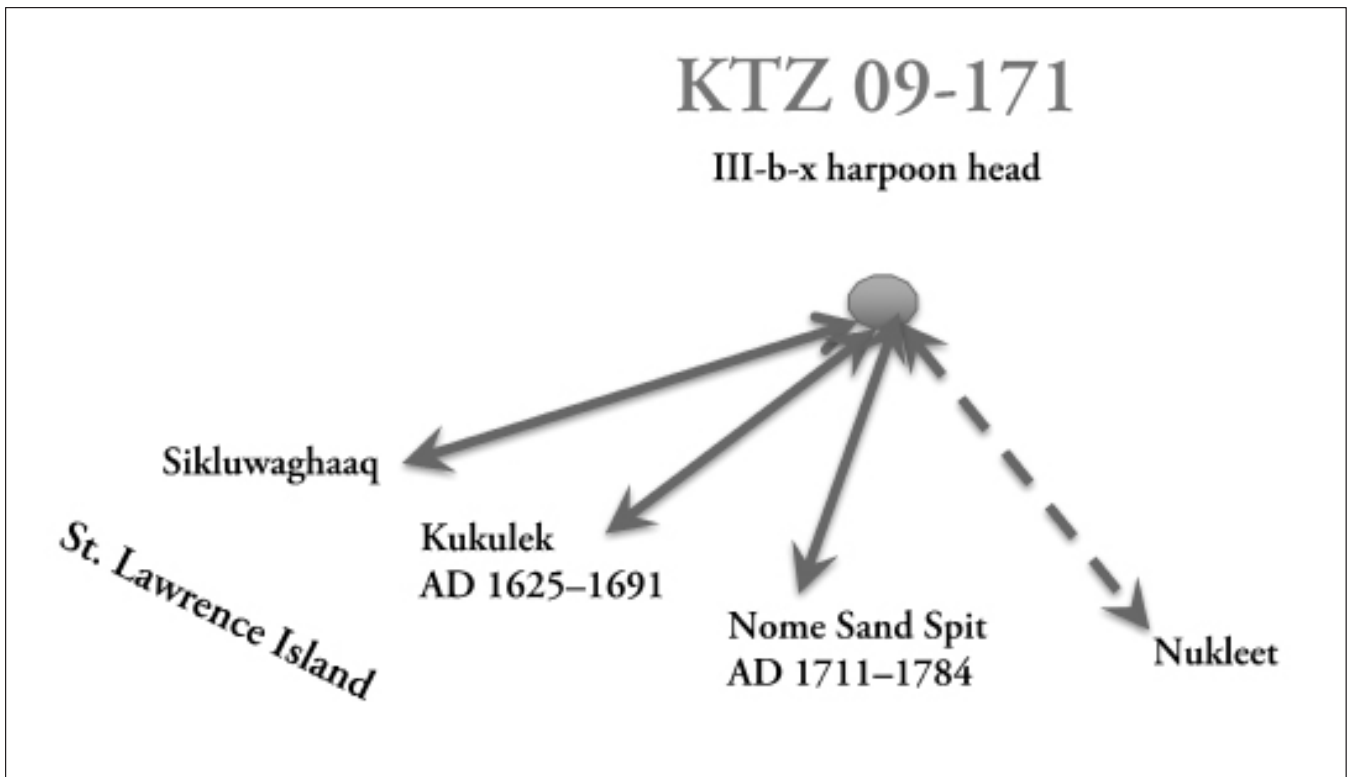 KTZ 09-171
III-b-x harpoon head
Sikluwaghaaq
St. Lawrence Island
Kukulek
AD 1625–1691
Nome Sand Spit
AD 1711–1784
Nukleet